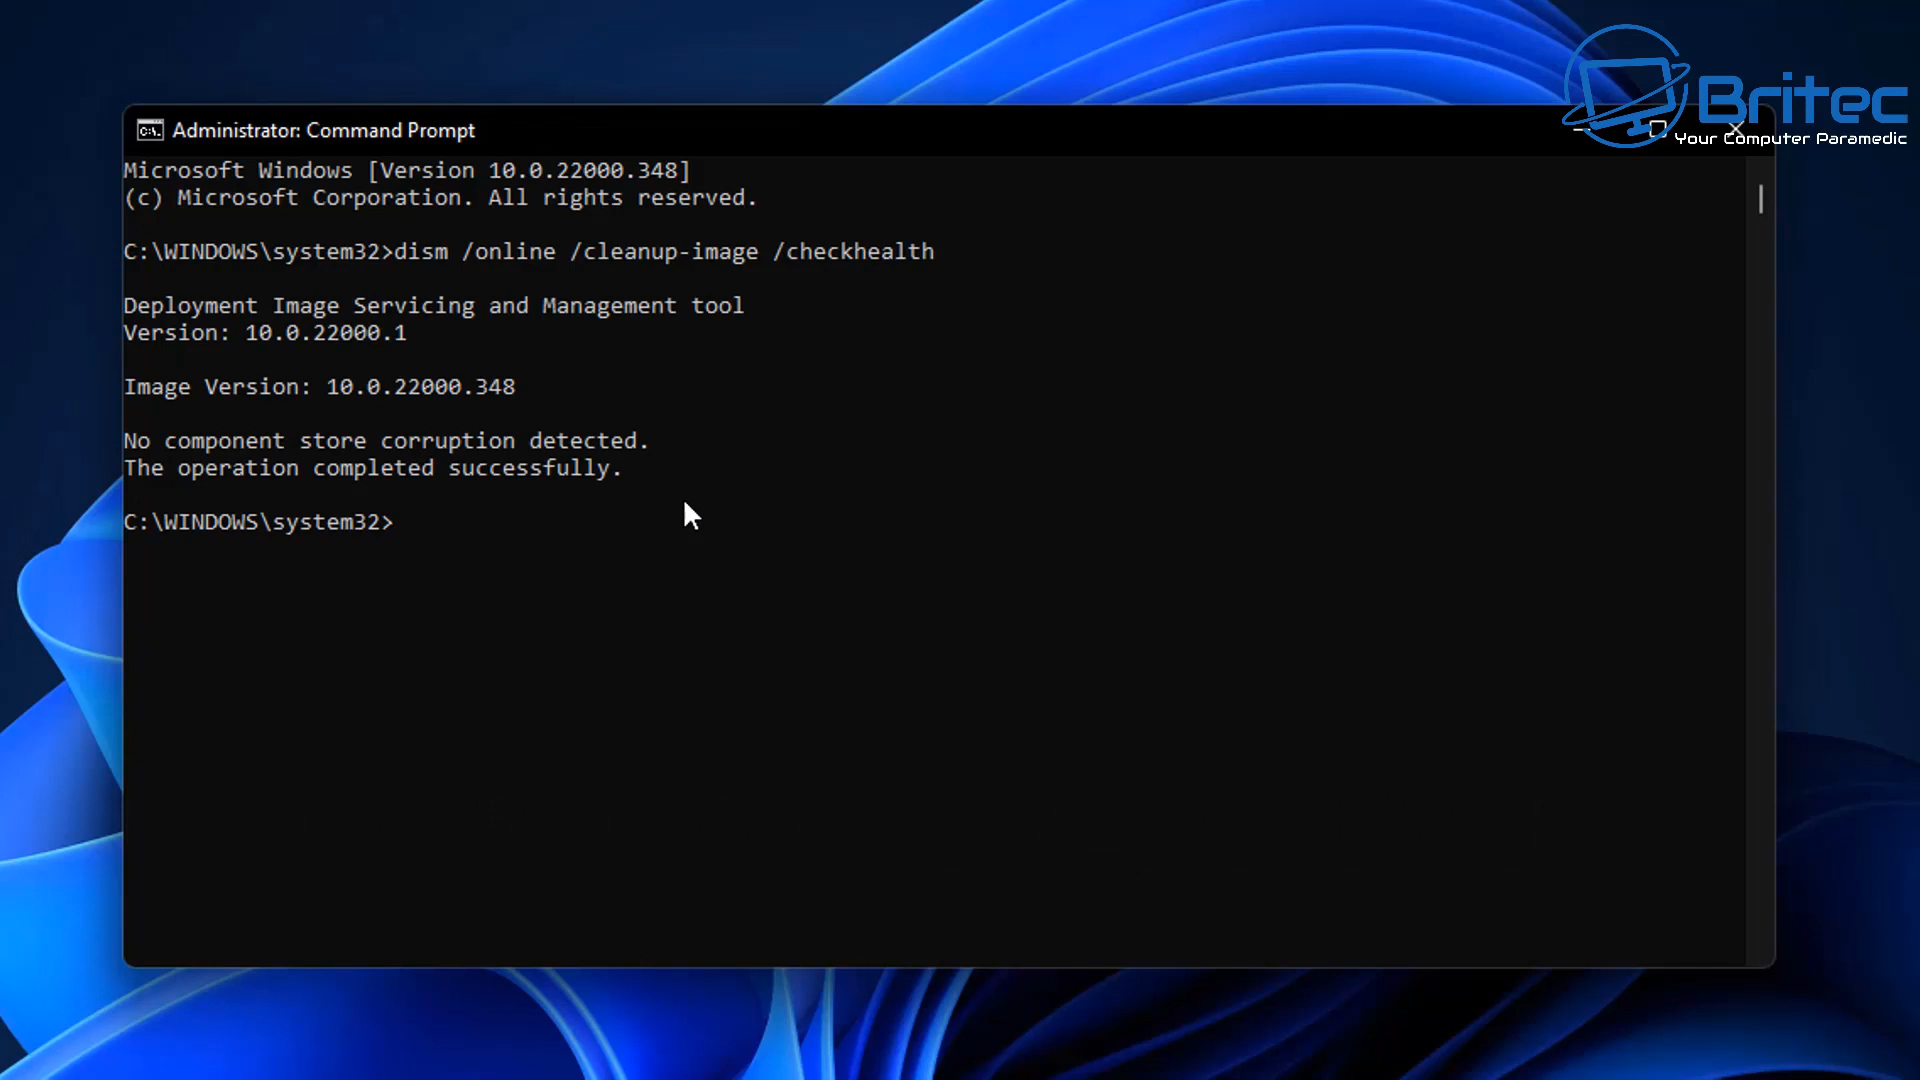 Britec
Your Computer Paramedic
Administrator: Command Prompt
Microsoft Windows [Version 10.0.22000.348]
(c) Microsoft Corporation. All rights reserved.
C:\WINDOWS\system32>dism /online /cleanup-image /checkhealth
Deployment Image Servicing and Management tool
Version: 10.0.22000.1
Image Version: 10.0.22000.348
No component store corruption detected.
The operation completed successfully.
C:\WINDOWS\system32>